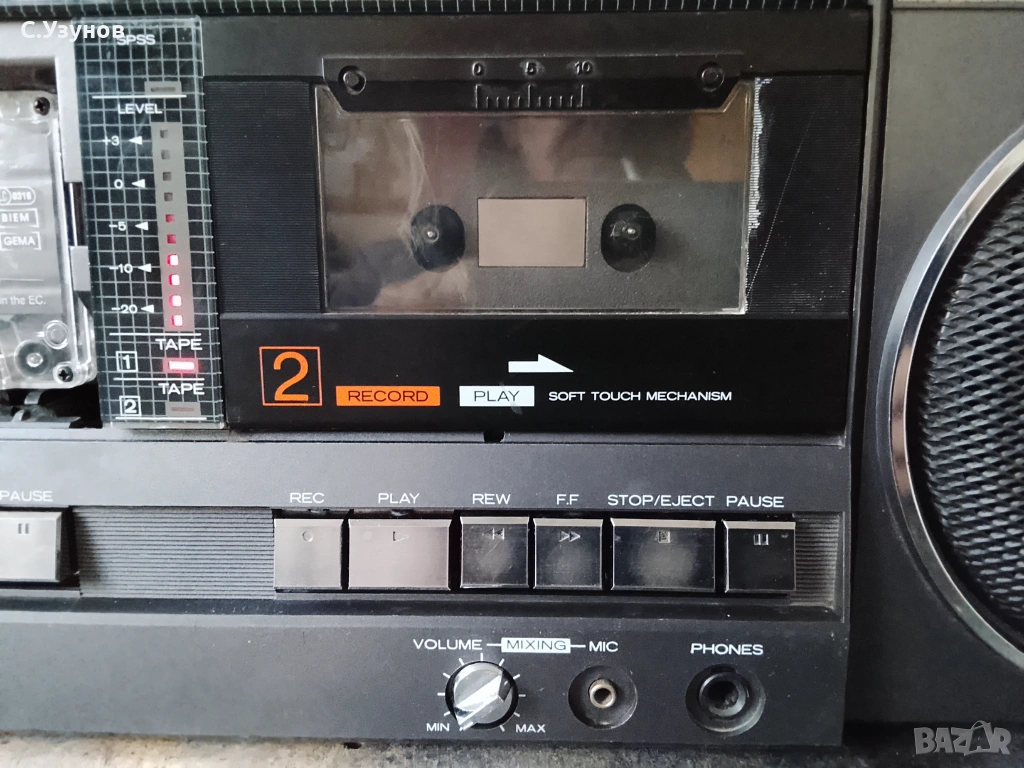 С.Узунов
SPSS
LEVEL
+3
0
-5
-10
-20
TAPE
1
TAPE
2
BIEM
GEMA
in the EC.
0 5 10
2 RECORD PLAY SOFT TOUCH MECHANISM
PAUSE
REC PLAY REW F.F STOP/EJECT PAUSE
VOLUME MIXING MIC
PHONES
MIN MAX
BAZAR